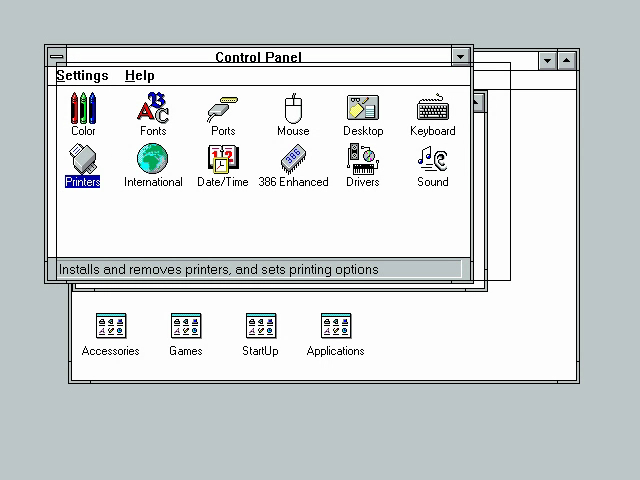 Control Panel
Settings Help
Color Fonts Ports Mouse Desktop Keyboard
Printers International Date/Time 386 Enhanced Drivers Sound
Installs and removes printers, and sets printing options
Accessories Games StartUp Applications